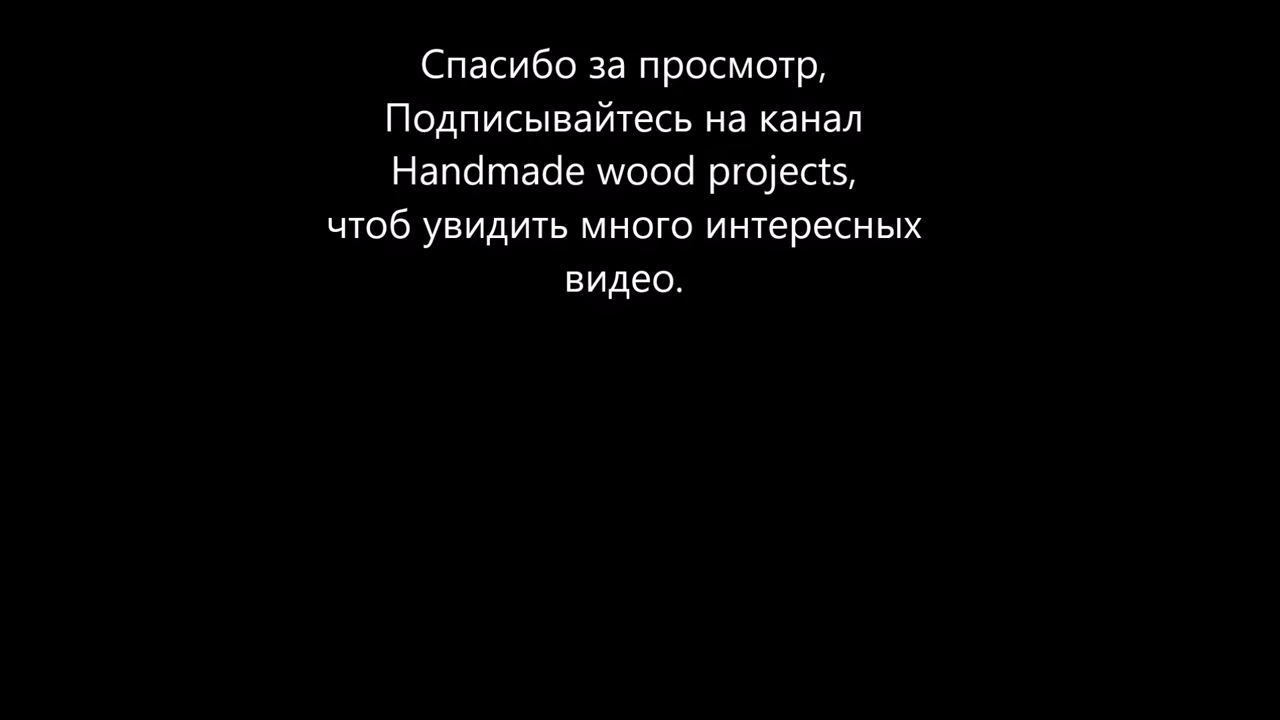 Спасибо за просмотр,
Подписывайтесь на канал
Handmade wood projects,
чтоб увидить много интересных
видео.